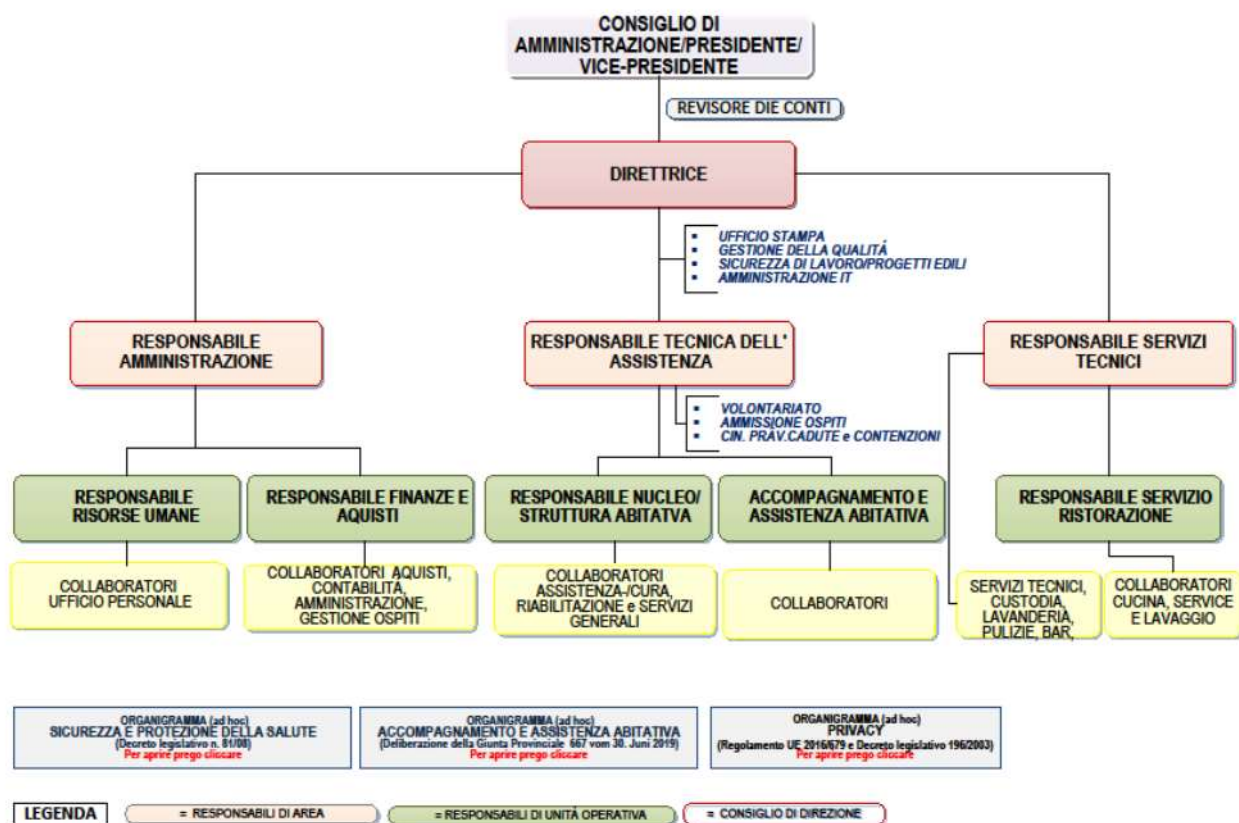 CONSIGLIO DI
AMMINISTRAZIONE/PRESIDENTE/
VICE-PRESIDENTE
REVISORE DIE CONTI
DIRETTRICE
▪ UFFICIO STAMPA
▪ GESTIONE DELLA QUALITÁ
▪ SICUREZZA DI LAVORO/PROGETTI EDILI
▪ AMMINISTRAZIONE IT
RESPONSABILE
AMMINISTRAZIONE
RESPONSABILE TECNICA DELL'
ASSISTENZA
RESPONSABILE SERVIZI
TECNICI
▪ VOLONTARIATO
▪ AMMISSIONE OSPITI
▪ CIN. PRÄV.CADUTE e CONTENZIONI
RESPONSABILE
RISORSE UMANE
RESPONSABILE FINANZE E
AQUISTI
RESPONSABILE NUCLEO/
STRUTTURA ABITATVA
ACCOMPAGNAMENTO E
ASSISTENZA ABITATIVA
RESPONSABILE SERVIZIO
RISTORAZIONE
COLLABORATORI
UFFICIO PERSONALE
COLLABORATORI AQUISTI,
CONTABILITÁ,
AMMINISTRAZIONE,
GESTIONE OSPITI
COLLABORATORI
ASSISTENZA-/CURA,
RIABILITAZIONE e SERVIZI
GENERALI
COLLABORATORI
SERVIZI TECNICI,
CUSTODIA,
LAVANDERIA,
PULIZIE, BAR,
COLLABORATORI
CUCINA, SERVICE
E LAVAGGIO
ORGANIGRAMMA (ad hoc)
SICUREZZA E PROTEZIONE DELLA SALUTE
(Decreto legislativo n. 81/08)
Per aprire prego cliccare
ORGANIGRAMMA (ad hoc)
ACCOMPAGNAMENTO E ASSISTENZA ABITATIVA
(Deliberazione della Giunta Provinciale 667 vom 30. Juni 2019)
Per aprire prego cliccare
ORGANIGRAMMA (ad hoc)
PRIVACY
(Regolamento UE 2016/679 e Decreto legislativo 196/2003)
Per aprire prego cliccare
LEGENDA
= RESPONSABILI DI AREA
= RESPONSABILI DI UNITÁ OPERATIVA
= CONSIGLIO DI DIREZIONE